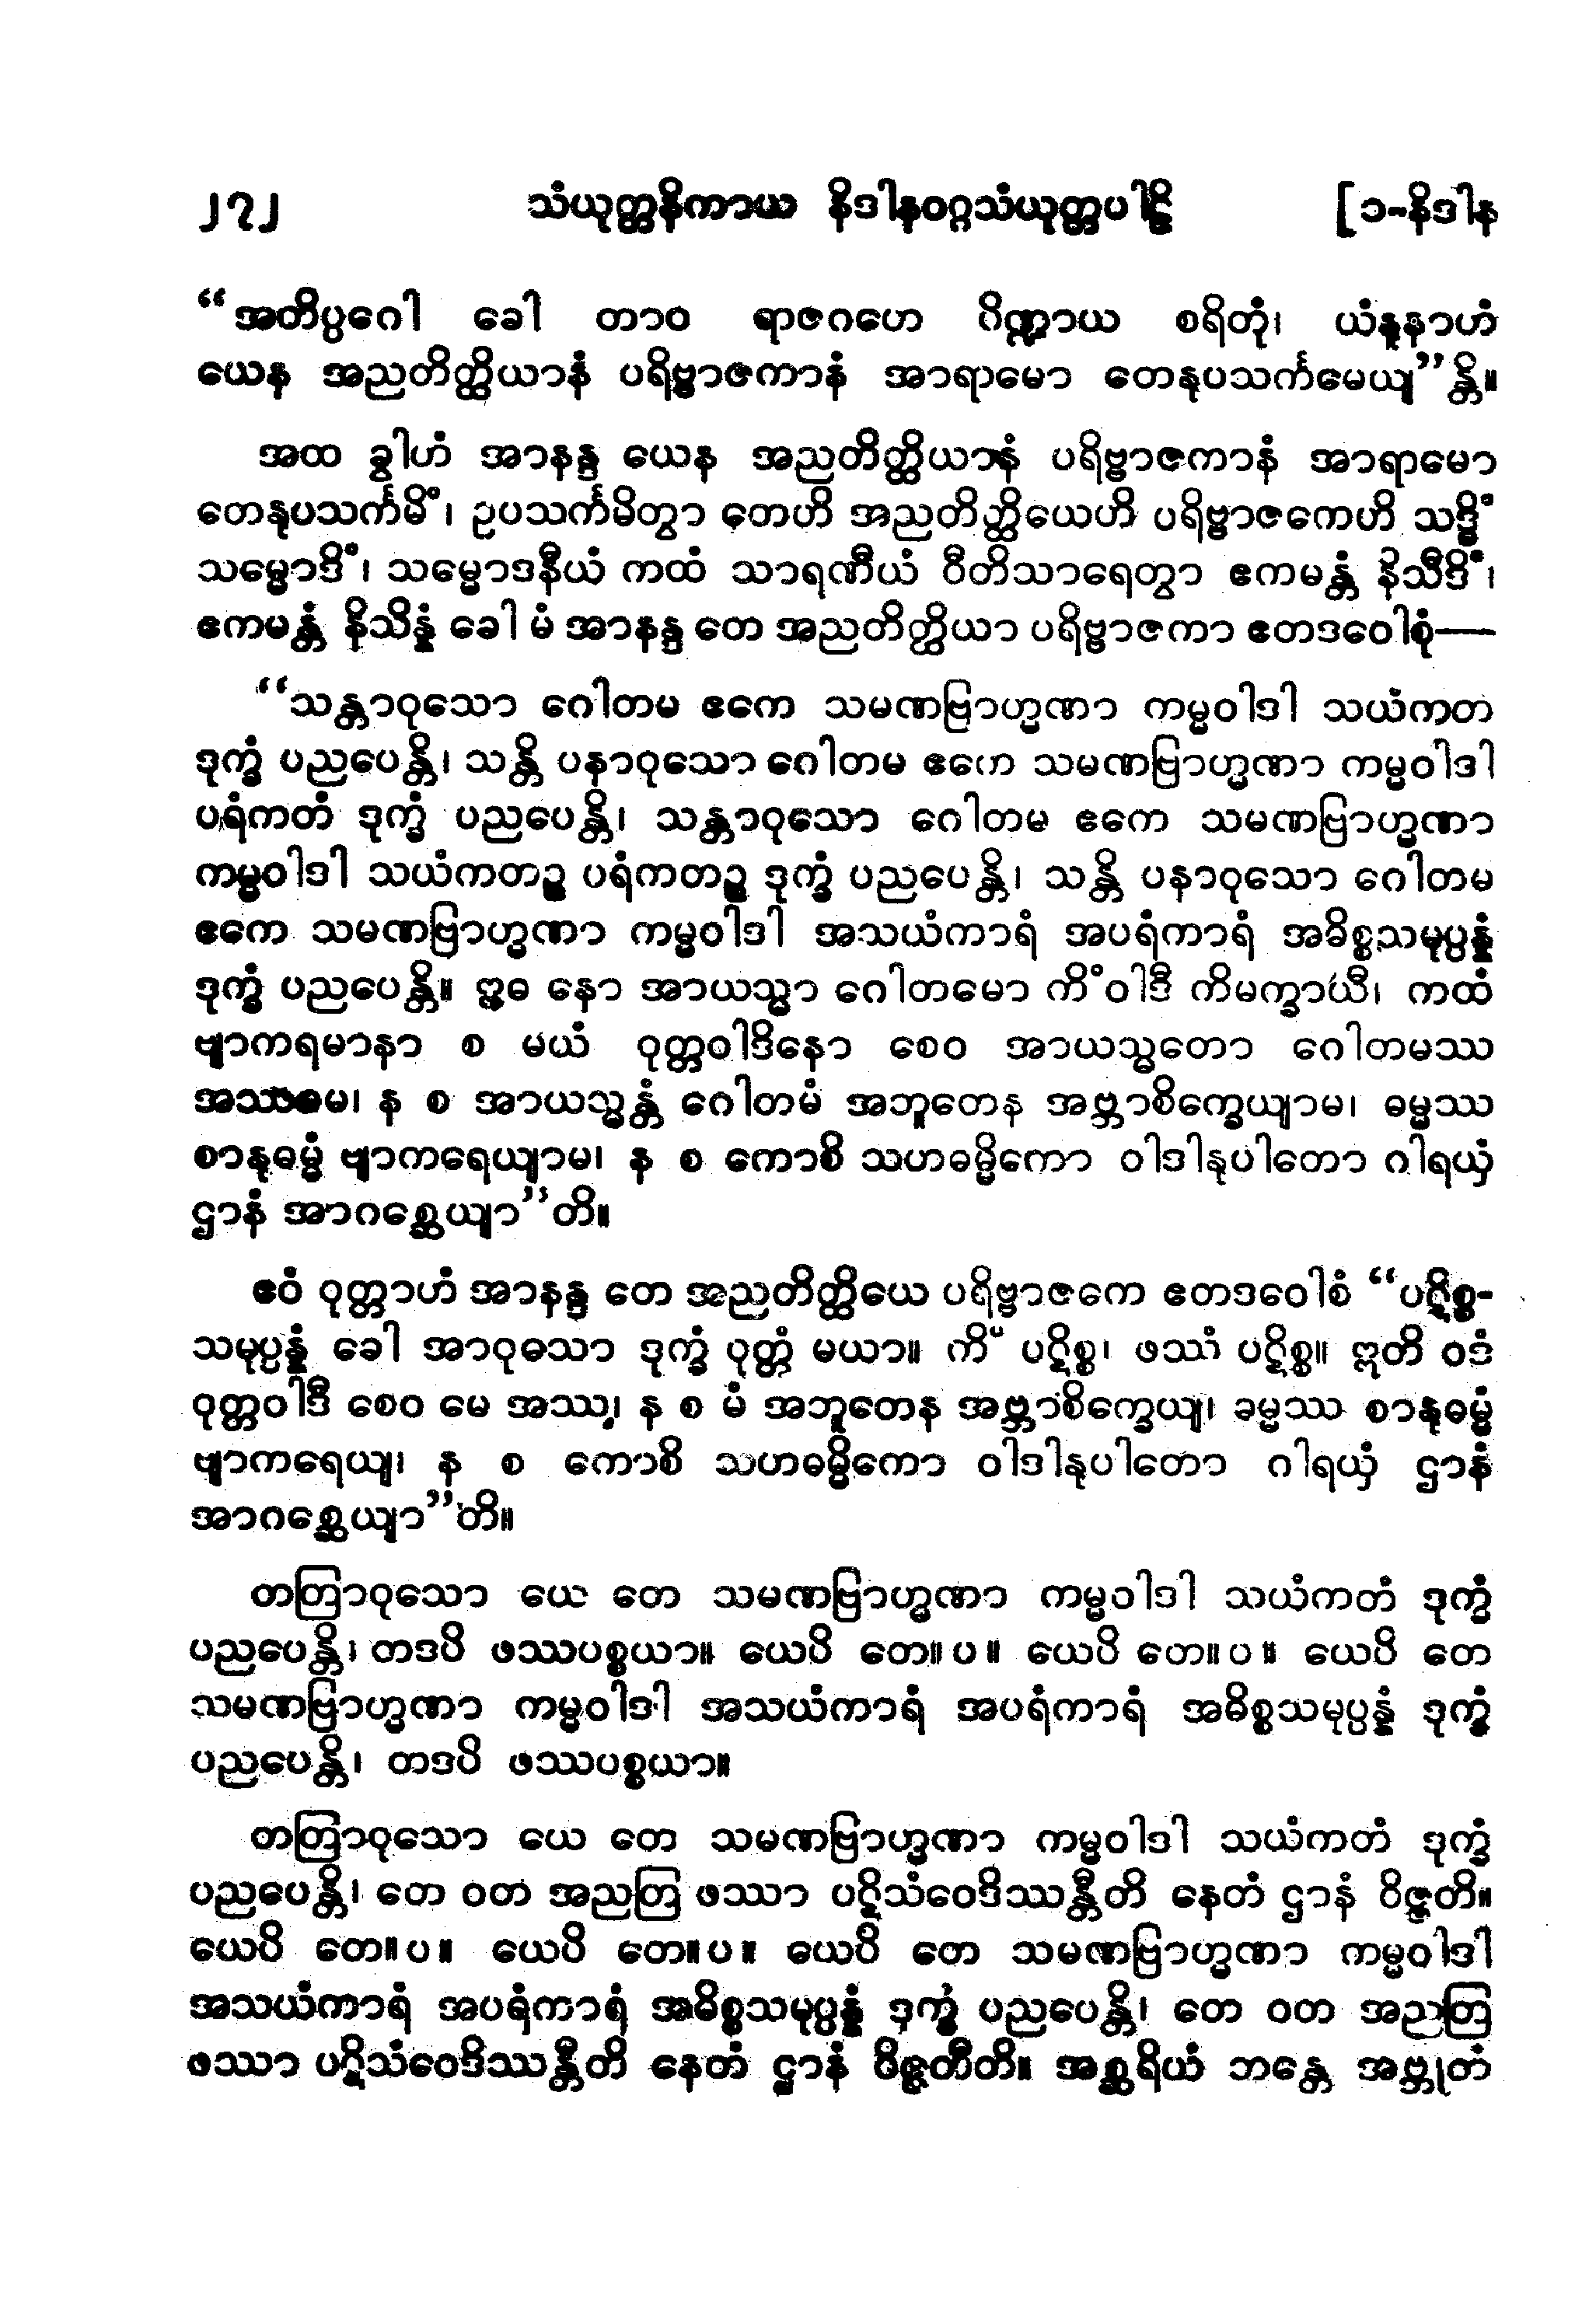 ၂၇၂ သံယုတ္တနိကာယ နိဒါနဝဂ္ဂသံယုတ္တပါဠိ [၁-နိဒါန
“အတိပ္ပဂေါ ခေါ တာဝ ရာဇဂဟေ ပိဏ္ဍာယ စရိတုံ၊ ယံနူနာဟံ
ယေန အညတိတ္ထိယာနံ ပရိဗ္ဗာဇကာနံ အာရာမော တေနုပသင်္ကမေယျ”န္တိ။
အထ ခွါဟံ အာနန္ဒ ယေန အညတိတ္ထိယာနံ ပရိဗ္ဗာဇကာနံ အာရာမော
တေနုပသင်္ကမိံ၊ ဥပသင်္ကမိတွာ တေဟိ အညတိတ္ထိယေဟိ ပရိဗ္ဗာဇကေဟိ သဒ္ဓိံ
သမ္မောဒိံ၊ သမ္မောဒနီယံ ကထံ သာရဏီယံ ဝီတိသာရေတွာ ဧကမန္တံ နိသီဒိံ၊
ဧကမန္တံ နိသိန္နံ ခေါ မံ အာနန္ဒ တေ အညတိတ္ထိယာ ပရိဗ္ဗာဇကာ ဧတဒဝေါစုံ—
“သန္တာဝုသော ဂေါတမ ဧကေ သမဏဗြာဟ္မဏာ ကမ္မဝါဒါ သယံကတ
ဒုက္ခံ ပညပေန္တိ၊ သန္တိ ပနာဝုသော ဂေါတမ ဧကေ သမဏဗြာဟ္မဏာ ကမ္မဝါဒါ
ပရံကတံ ဒုက္ခံ ပညပေန္တိ၊ သန္တာဝုသော ဂေါတမ ဧကေ သမဏဗြာဟ္မဏာ
ကမ္မဝါဒါ သယံကတဉ္စ ပရံကတဉ္စ ဒုက္ခံ ပညပေန္တိ၊ သန္တိ ပနာဝုသော ဂေါတမ
ဧကေ သမဏဗြာဟ္မဏာ ကမ္မဝါဒါ အသယံကာရံ အပရံကာရံ အဓိစ္စသမုပ္ပန္နံ
ဒုက္ခံ ပညပေန္တိ။ ဣဓ နော အာယသ္မာ ဂေါတမော ကိံဝါဒီ ကိမက္ခာယီ၊ ကထံ
ဗျာကရမာနာ စ မယံ ဝုတ္တဝါဒိနော စေဝ အာယသ္မတော ဂေါတမဿ
အဿာမ၊ န စ အာယသ္မန္တံ ဂေါတမံ အဘူတေန အဗ္ဘာစိက္ခေယျာမ၊ ဓမ္မဿ
စာနုဓမ္မံ ဗျာကရေယျာမ၊ န စ ကောစိ သဟဓမ္မိကော ဝါဒါနုပါတော ဂါရယှံ
ဌာနံ အာဂစ္ဆေယျာ”တိ။
ဧဝံ ဝုတ္တာဟံ အာနန္ဒ တေ အညတိတ္ထိယေ ပရိဗ္ဗာဇကေ ဧတဒဝေါစံ “ပဋိစ္စ-
သမုပ္ပန္နံ ခေါ အာဝုသော ဒုက္ခံ ဝုတ္တံ မယာ။ ကိံ ပဋိစ္စ၊ ဖဿံ ပဋိစ္စ။ ဣတိ ဝဒံ
ဝုတ္တဝါဒီ စေဝ မေ အဿ၊ န စ မံ အဘူတေန အဗ္ဘာစိက္ခေယျ၊ ဓမ္မဿ စာနုဓမ္မံ
ဗျာကရေယျ၊ န စ ကောစိ သဟဓမ္မိကော ဝါဒါနုပါတော ဂါရယှံ ဌာနံ
အာဂစ္ဆေယျာ”တိ။
တတြာဝုသော ယေ တေ သမဏဗြာဟ္မဏာ ကမ္မဝါဒါ သယံကတံ ဒုက္ခံ
ပညပေန္တိ၊ တဒပိ ဖဿပစ္စယာ။ ယေပိ တေ။ပ။ ယေပိ တေ။ပ။ ယေပိ တေ
သမဏဗြာဟ္မဏာ ကမ္မဝါဒါ အသယံကာရံ အပရံကာရံ အဓိစ္စသမုပ္ပန္နံ ဒုက္ခံ
ပညပေန္တိ၊ တဒပိ ဖဿပစ္စယာ။
တတြာဝုသော ယေ တေ သမဏဗြာဟ္မဏာ ကမ္မဝါဒါ သယံကတံ ဒုက္ခံ
ပညပေန္တိ၊ တေ ဝတ အညတြ ဖဿာ ပဋိသံဝေဒိဿန္တီတိ နေတံ ဌာနံ ဝိဇ္ဇတိ။
ယေပိ တေ။ပ။ ယေပိ တေ။ပ။ ယေပိ တေ သမဏဗြာဟ္မဏာ ကမ္မဝါဒါ
အသယံကာရံ အပရံကာရံ အဓိစ္စသမုပ္ပန္နံ ဒုက္ခံ ပညပေန္တိ၊ တေ ဝတ အညတြ
ဖဿာ ပဋိသံဝေဒိဿန္တီတိ နေတံ ဌာနံ ဝိဇ္ဇတီတိ။ အစ္ဆရိယံ ဘန္တေ အဗ္ဘုတံ